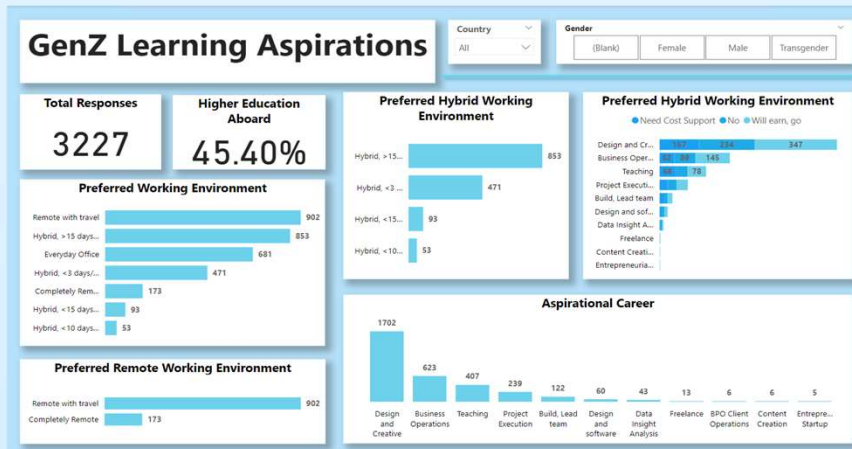 GenZ Learning Aspirations
Country
All
Gender
(Blank)
Female
Male
Transgender
Total Responses
3227
Higher Education
Aboard
45.40%
Preferred Working Environment
Remote with travel 902
Hybrid, >15 days... 853
Everyday Office 681
Hybrid, <3 days/... 471
Completely Rem... 173
Hybrid, <15 days... 93
Hybrid, <10 days... 53
Preferred Remote Working Environment
Remote with travel 902
Completely Remote 173
Preferred Hybrid Working
Environment
Hybrid, >15... 853
Hybrid, <3 ... 471
Hybrid, <15... 93
Hybrid, <10... 53
Preferred Hybrid Working Environment
Need Cost Support No Will earn, go
Design and Cr... 167 234 347
Business Oper... 52 89 145
Teaching 78
Project Executi...
Build, Lead team
Design and sof...
Data Insight A...
Freelance
Content Creati...
Entrepreneuria...
Aspirational Career
1702
623
407
239
122
60
43
13
6
6
5
Design
and
Creative
Business
Operations
Teaching
Project
Execution
Build, Lead
team
Design
and
software
Data
Insight
Analysis
Freelance
BPO Client
Operations
Content
Creation
Entrepre...
Startup